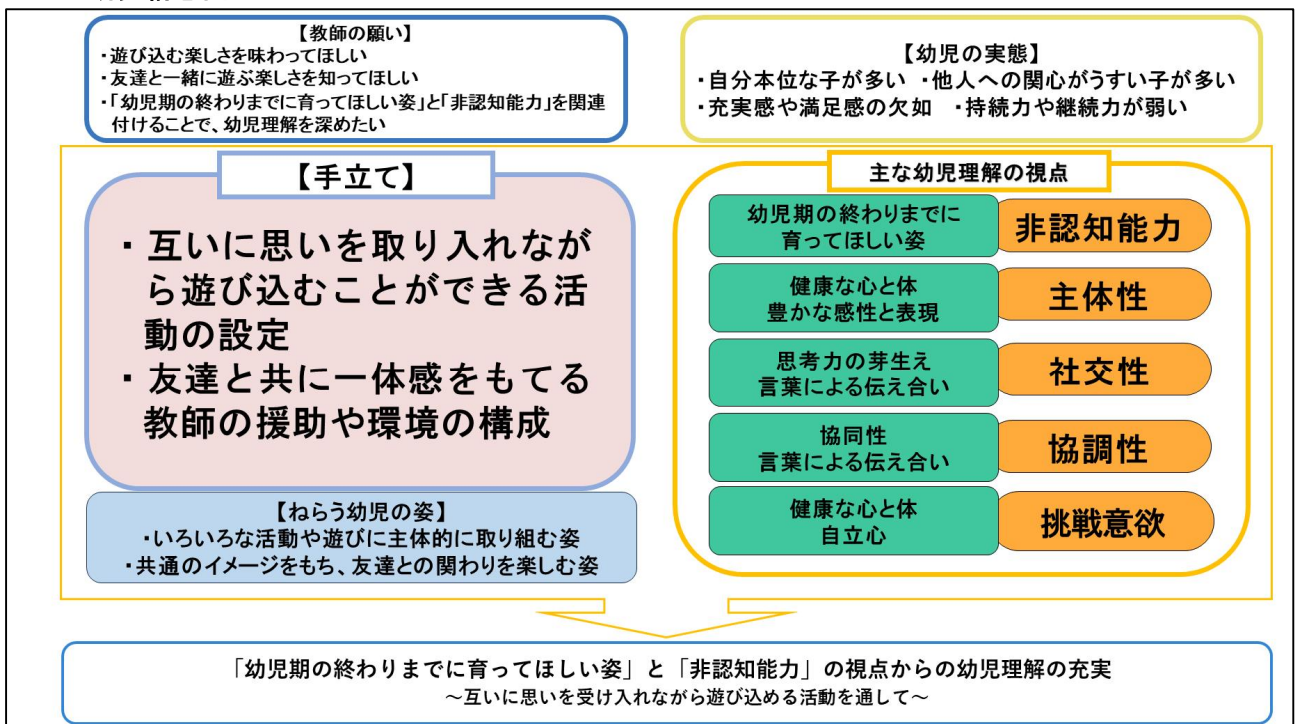 【教師の願い】
・遊び込む楽しさを味わってほしい
・友達と一緒に遊ぶ楽しさを知ってほしい
・「幼児期の終わりまでに育ってほしい姿」と「非認知能力」を関連
付けることで、幼児理解を深めたい
【幼児の実態】
・自分本位な子が多い ・他人への関心がうすい子が多い
・充実感や満足感の欠如 ・持続力や継続力が弱い
【手立て】
・互いに思いを取り入れなが
ら遊び込むことができる活
動の設定
・友達と共に一体感をもてる
教師の援助や環境の構成
【ねらう幼児の姿】
・いろいろな活動や遊びに主体的に取り組む姿
・共通のイメージをもち、友達との関わりを楽しむ姿
主な幼児理解の視点
幼児期の終わりまでに
育ってほしい姿
非認知能力
健康な心と体
豊かな感性と表現
主体性
思考力の芽生え
言葉による伝え合い
社交性
協同性
言葉による伝え合い
協調性
健康な心と体
自立心
挑戦意欲
「幼児期の終わりまでに育ってほしい姿」と「非認知能力」の視点からの幼児理解の充実
～互いに思いを受け入れながら遊び込める活動を通して～